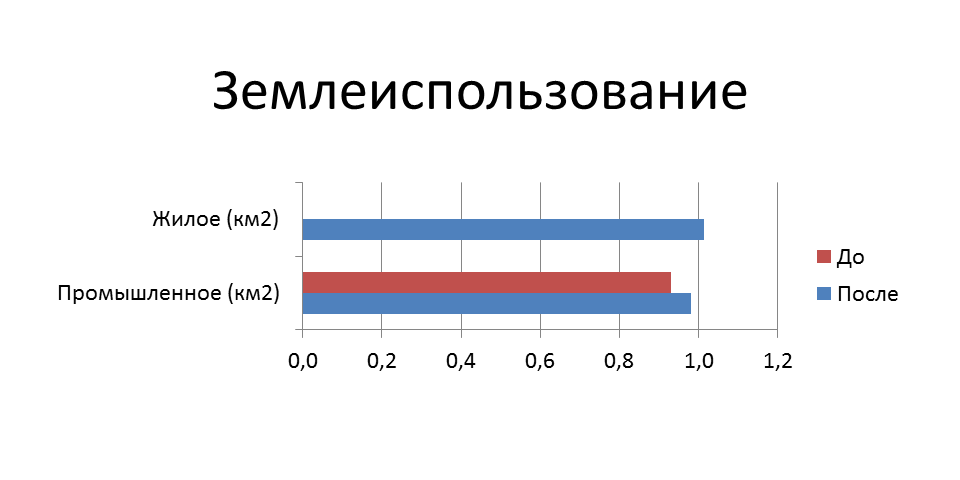 Землеиспользование
Жилое (км2)
Промышленное (км2)
До
После
0,0 0,2 0,4 0,6 0,8 1,0 1,2